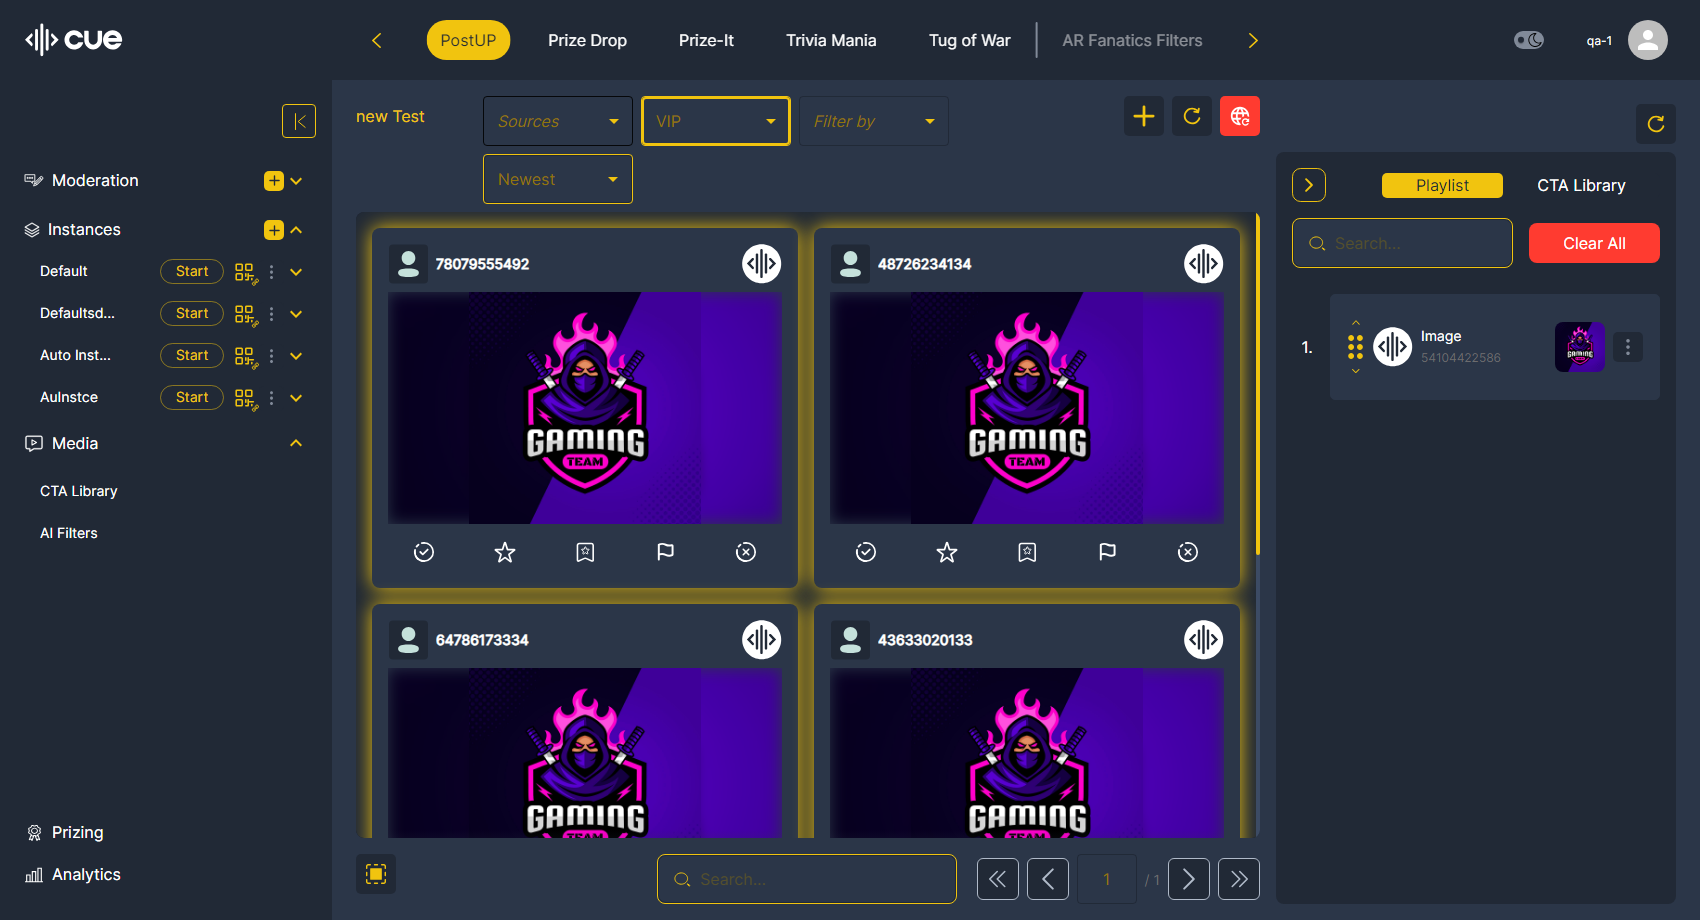 cue
PostUP
Prize Drop
Prize-It
Trivia Mania
Tug of War
AR Fanatics Filters
qa-1
Moderation
Instances
Default
Start
Defaultsd...
Start
Auto Inst...
Start
AuInstce
Start
Media
CTA Library
AI Filters
Prizing
Analytics
new Test
Sources
VIP
Filter by
Newest
78079555492
GAMING
TEAM
48726234134
GAMING
TEAM
64786173334
GAMING
TEAM
43633020133
GAMING
TEAM
Search...
1
/ 1
Playlist
CTA Library
Search...
Clear All
1.
Image
54104422586
GAMING